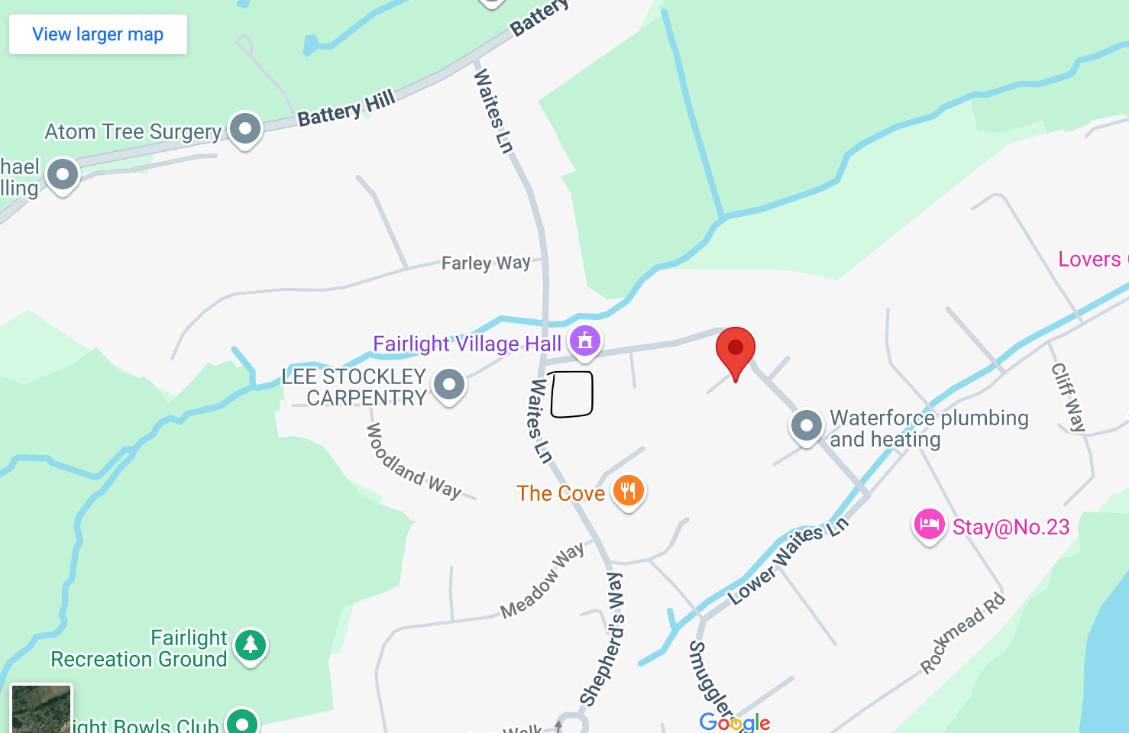 View larger map
Battery
Battery Hill
Waites Ln
Atom Tree Surgery
hael
lling
Farley Way
Lovers
Fairlight Village Hall
LEE STOCKLEY
CARPENTRY
Waites Ln
Cliff Way
Waterforce plumbing
and heating
Woodland Way
The Cove
Stay@No.23
Lower Waites Ln
Meadow Way
Shepherd's Way
Rockmead Rd
Fairlight
Recreation Ground
Smuggler
ight Bowls Club
Walk
Google